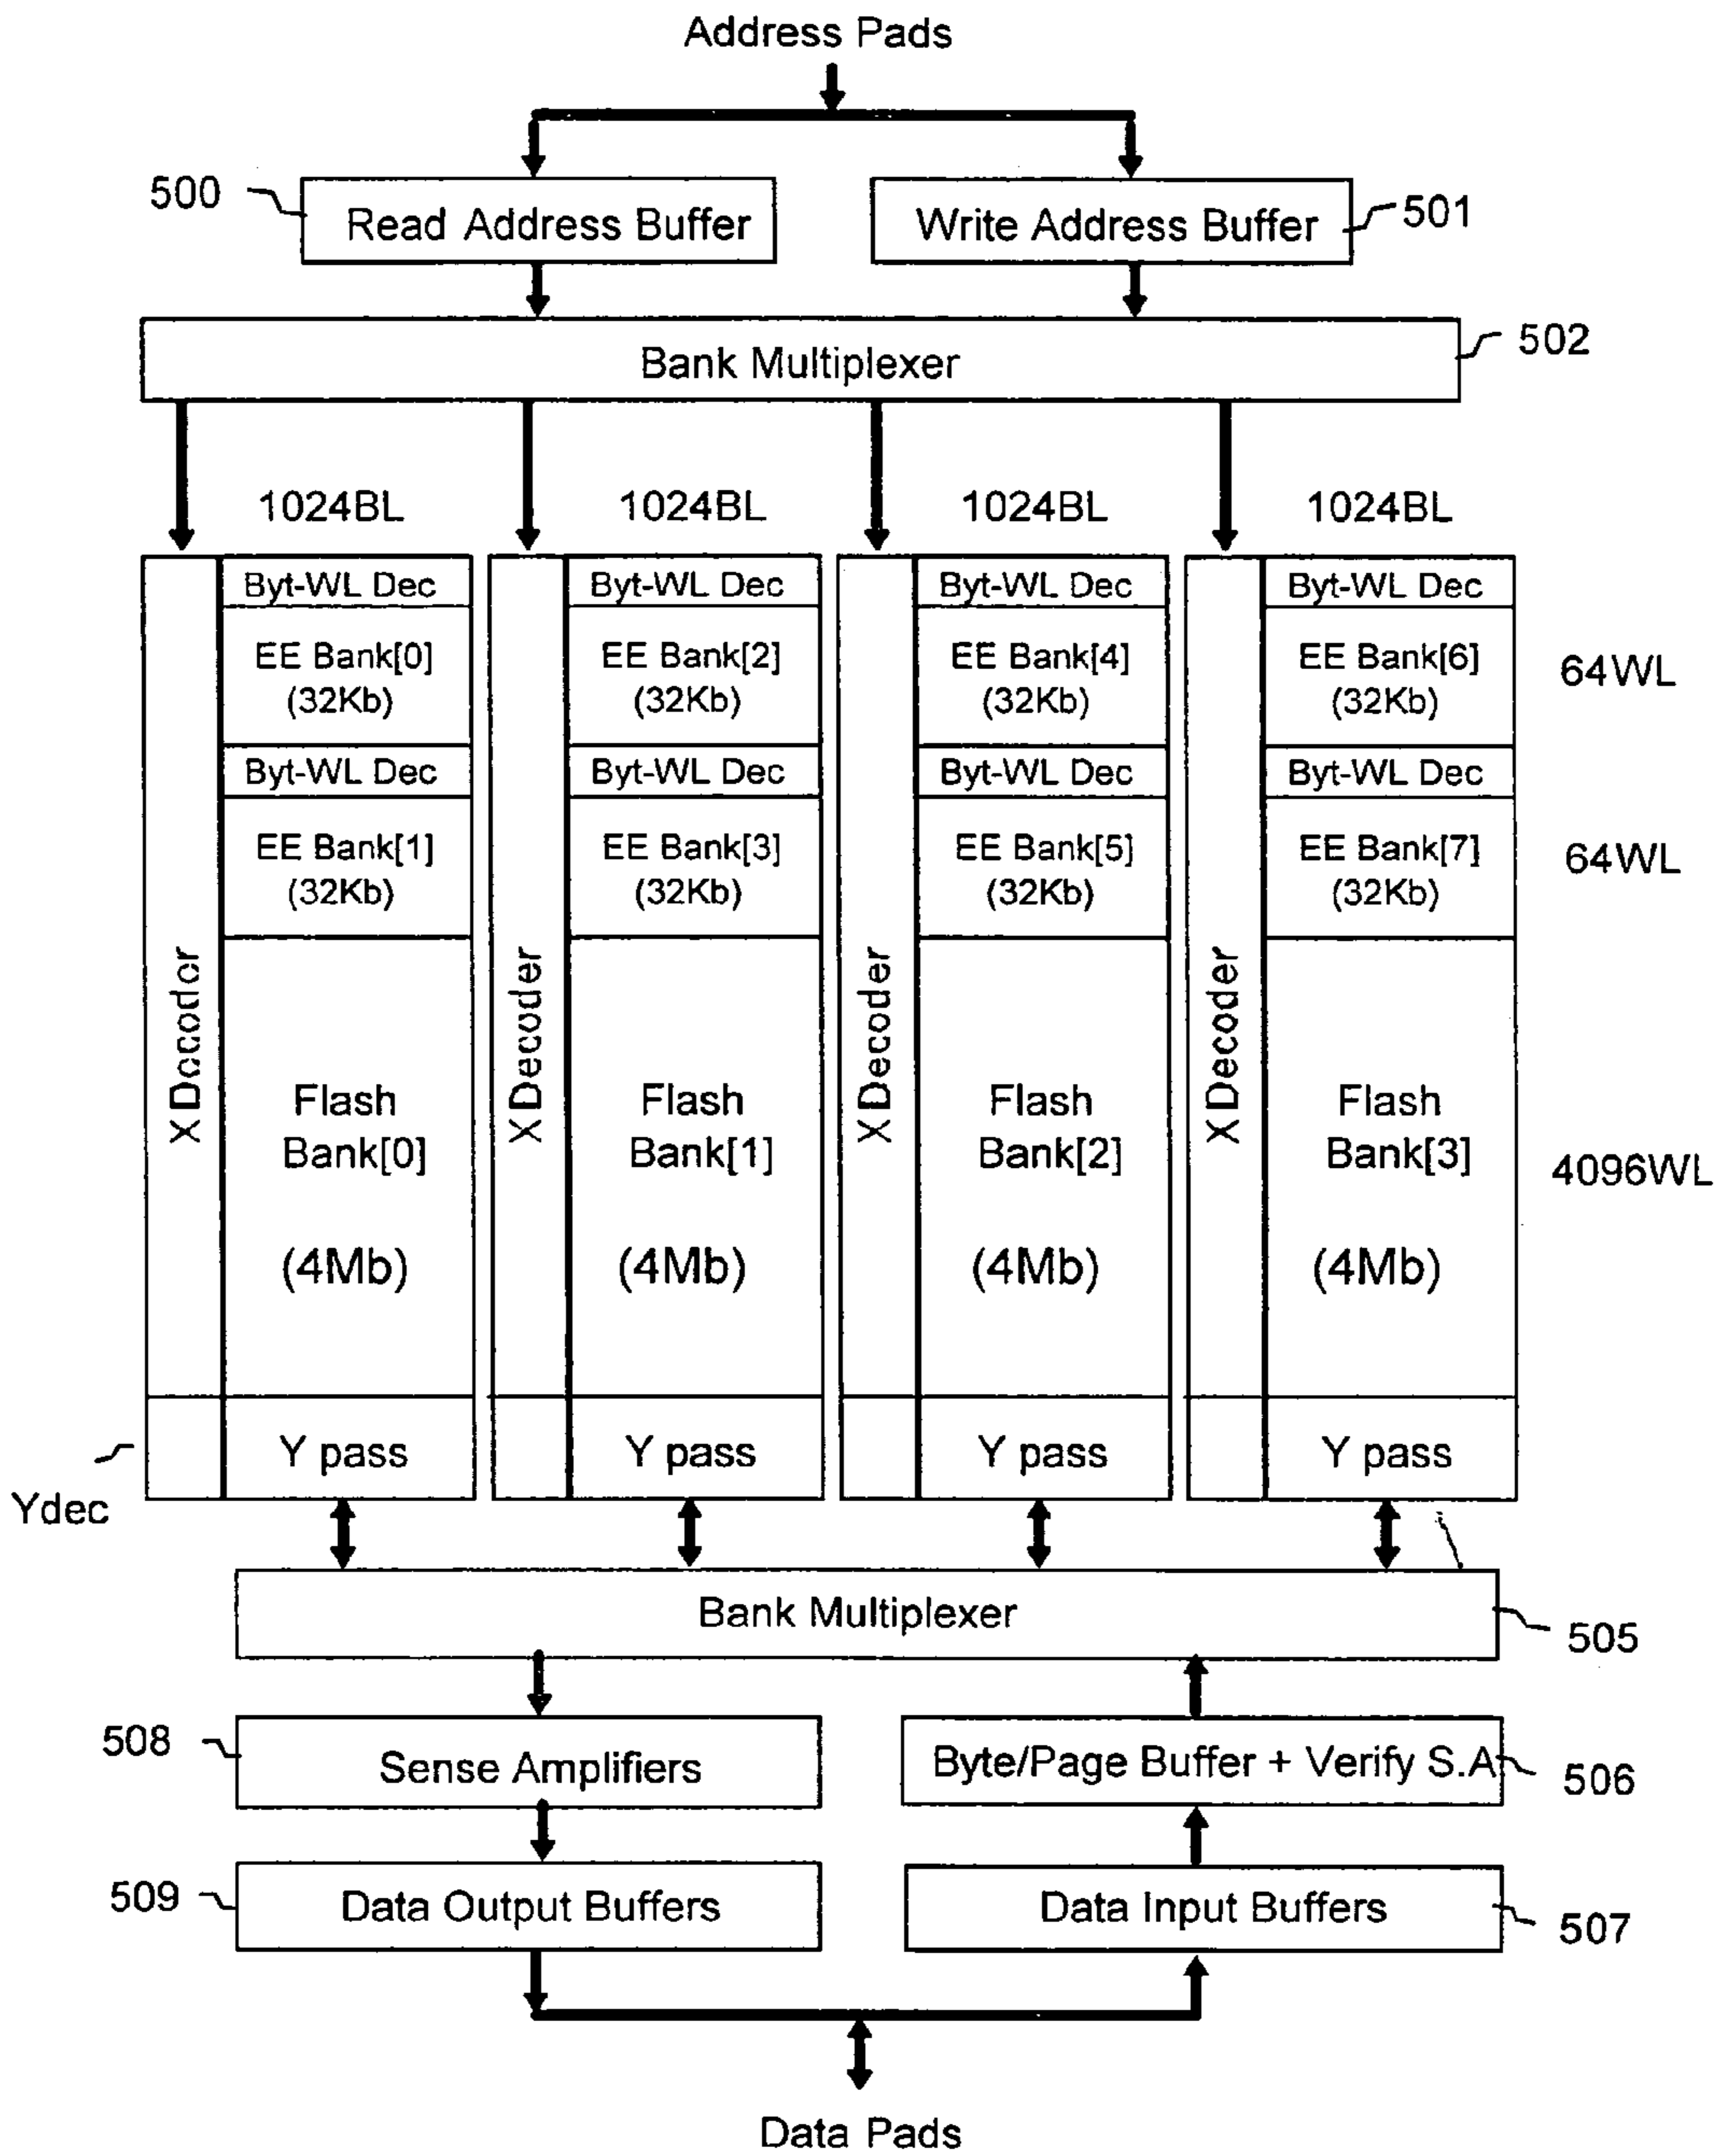 Address Pads
500
Read Address Buffer
Write Address Buffer
501
Bank Multiplexer
502
1024BL
1024BL
1024BL
1024BL
Byt-WL Dec
Byt-WL Dec
Byt-WL Dec
Byt-WL Dec
EE Bank[0]
(32Kb)
EE Bank[2]
(32Kb)
EE Bank[4]
(32Kb)
EE Bank[6]
(32Kb)
64WL
Byt-WL Dec
Byt-WL Dec
Byt-WL Dec
Byt-WL Dec
EE Bank[1]
(32Kb)
EE Bank[3]
(32Kb)
EE Bank[5]
(32Kb)
EE Bank[7]
(32Kb)
64WL
X Decoder
X Decoder
X Decoder
X Decoder
Flash
Bank[0]
(4Mb)
Flash
Bank[1]
(4Mb)
Flash
Bank[2]
(4Mb)
Flash
Bank[3]
(4Mb)
4096WL
Y pass
Y pass
Y pass
Y pass
Ydec
Bank Multiplexer
505
508
Sense Amplifiers
Byte/Page Buffer + Verify S.A
506
509
Data Output Buffers
Data Input Buffers
507
Data Pads